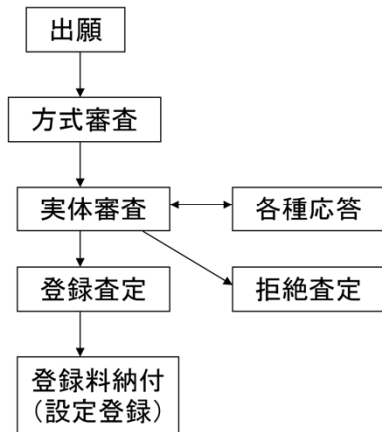 出願
方式審査
実体審査
各種応答
登録査定
拒絶査定
登録料納付
（設定登録）